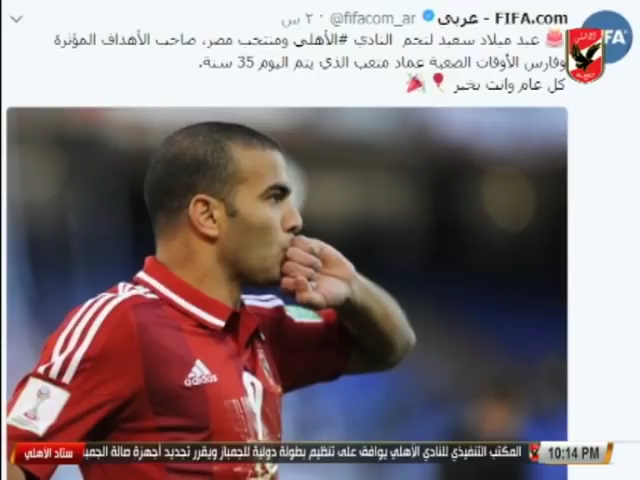 FIFA.com - عربي @fifacom_ar · ٢٠ س
عيد ميلاد سعيد لنجم النادي #الأهلي ومنتخب مصر، صاحب الأهداف المؤثرة
وفارس الأوقات الصعبة عماد متعب الذي يتم اليوم 35 سنة.
كل عام وانت بخير
FA
adidas
المكتب التنفيذي للنادي الأهلي يوافق على تنظيم بطولة دولية للجمباز ويقرر تجديد أجهزة صالة الجمبا
ستاد الأهلي
10:14 PM